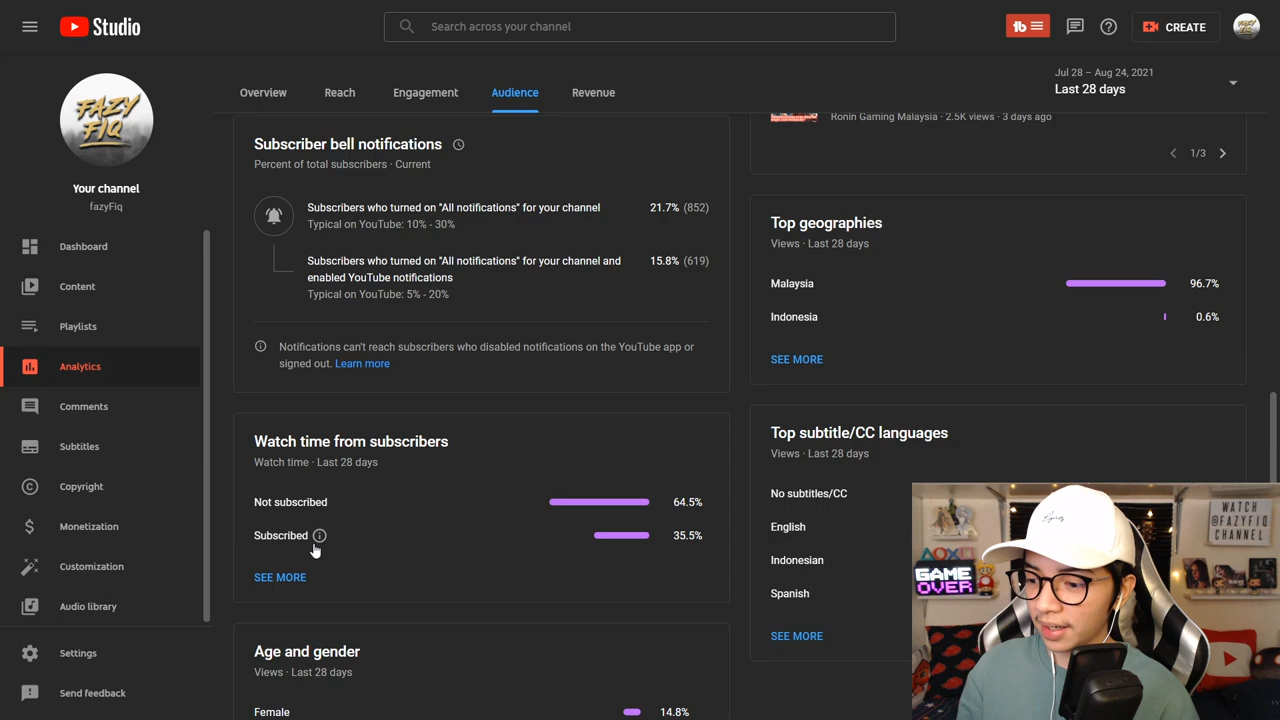 Studio
Search across your channel
tb
CREATE
FAZY
FIQ
Your channel
fazyFiq
Dashboard
Content
Playlists
Analytics
Comments
Subtitles
Copyright
Monetization
Customization
Audio library
Settings
Send feedback
Overview
Reach
Engagement
Audience
Revenue
Jul 28 – Aug 24, 2021
Last 28 days
Subscriber bell notifications
Percent of total subscribers · Current
Subscribers who turned on "All notifications" for your channel
21.7% (852)
Typical on YouTube: 10% - 30%
Subscribers who turned on "All notifications" for your channel and
enabled YouTube notifications
15.8% (619)
Typical on YouTube: 5% - 20%
Notifications can't reach subscribers who disabled notifications on the YouTube app or
signed out. Learn more
Watch time from subscribers
Watch time · Last 28 days
Not subscribed 64.5%
Subscribed 35.5%
SEE MORE
Age and gender
Views · Last 28 days
Female 14.8%
Ronin Gaming Malaysia · 2.5K views · 3 days ago
1/3
Top geographies
Views · Last 28 days
Malaysia 96.7%
Indonesia 0.6%
SEE MORE
Top subtitle/CC languages
Views · Last 28 days
No subtitles/CC
English
Indonesian
Spanish
SEE MORE
GAME
OVER
WATCH
@FAZYFIQ
CHANNEL